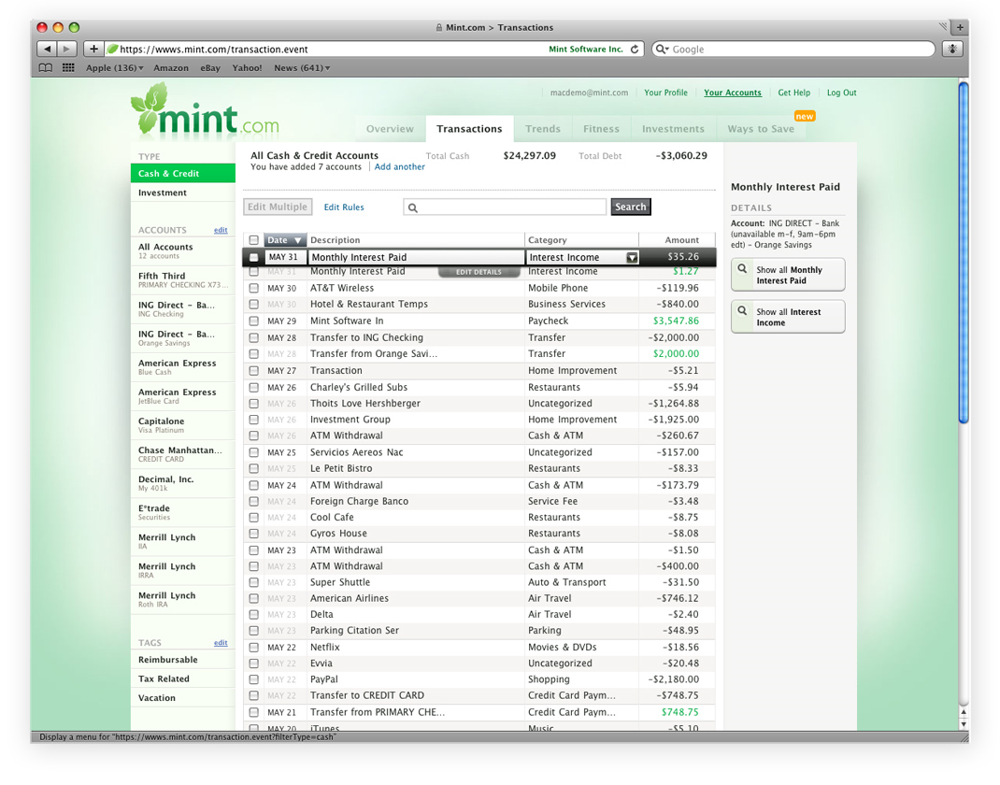 Mint.com > Transactions
https://wwws.mint.com/transaction.event
Mint Software Inc.
Google
Apple (136) Amazon eBay Yahoo! News (641)
macdemo@mint.com Your Profile Your Accounts Get Help Log Out
mint.com
new
Overview Transactions Trends Fitness Investments Ways to Save
TYPE
Cash & Credit
Investment
ACCOUNTS edit
All Accounts
12 accounts
Fifth Third
PRIMARY CHECKING X73...
ING Direct – Ba...
ING Checking
ING Direct – Ba...
Orange Savings
American Express
Blue Cash
American Express
JetBlue Card
Capitalone
Visa Platinum
Chase Manhattan...
CREDIT CARD
Decimal, Inc.
My 401k
E*trade
Securities
Merrill Lynch
IIA
Merrill Lynch
IRRA
Merrill Lynch
Roth IRA
TAGS edit
Reimbursable
Tax Related
Vacation
All Cash & Credit Accounts Total Cash $24,297.09 Total Debt –$3,060.29
You have added 7 accounts Add another
Edit Multiple Edit Rules Search
Date Description Category Amount
MAY 31 Monthly Interest Paid Interest Income $35.26
MAY 31 Monthly Interest Paid EDIT DETAILS Interest Income $1.27
MAY 30 AT&T Wireless Mobile Phone –$119.96
MAY 30 Hotel & Restaurant Temps Business Services –$840.00
MAY 29 Mint Software In Paycheck $3,547.86
MAY 28 Transfer to ING Checking Transfer –$2,000.00
MAY 28 Transfer from Orange Savi... Transfer $2,000.00
MAY 27 Transaction Home Improvement –$5.21
MAY 26 Charley's Grilled Subs Restaurants –$5.94
MAY 26 Thoits Love Hershberger Uncategorized –$1,264.88
MAY 26 Investment Group Home Improvement –$1,925.00
MAY 26 ATM Withdrawal Cash & ATM –$260.67
MAY 25 Servicios Aereos Nac Uncategorized –$157.00
MAY 25 Le Petit Bistro Restaurants –$8.33
MAY 24 ATM Withdrawal Cash & ATM –$173.79
MAY 24 Foreign Charge Banco Service Fee –$3.48
MAY 24 Cool Cafe Restaurants –$8.75
MAY 24 Gyros House Restaurants –$8.08
MAY 23 ATM Withdrawal Cash & ATM –$1.50
MAY 23 ATM Withdrawal Cash & ATM –$400.00
MAY 23 Super Shuttle Auto & Transport –$31.50
MAY 23 American Airlines Air Travel –$746.12
MAY 23 Delta Air Travel –$2.40
MAY 23 Parking Citation Ser Parking –$48.95
MAY 22 Netflix Movies & DVDs –$18.56
MAY 22 Evvia Uncategorized –$20.48
MAY 22 PayPal Shopping –$2,180.00
MAY 22 Transfer to CREDIT CARD Credit Card Paym... –$748.75
MAY 21 Transfer from PRIMARY CHE... Credit Card Paym... $748.75
MAY 20 iTunes Music –$5.10
Monthly Interest Paid
DETAILS
Account: ING DIRECT – Bank
(unavailable m–f, 9am–6pm
edt) – Orange Savings
Show all Monthly
Interest Paid
Show all Interest
Income
Display a menu for "https://wwws.mint.com/transaction.event?filterType=cash"